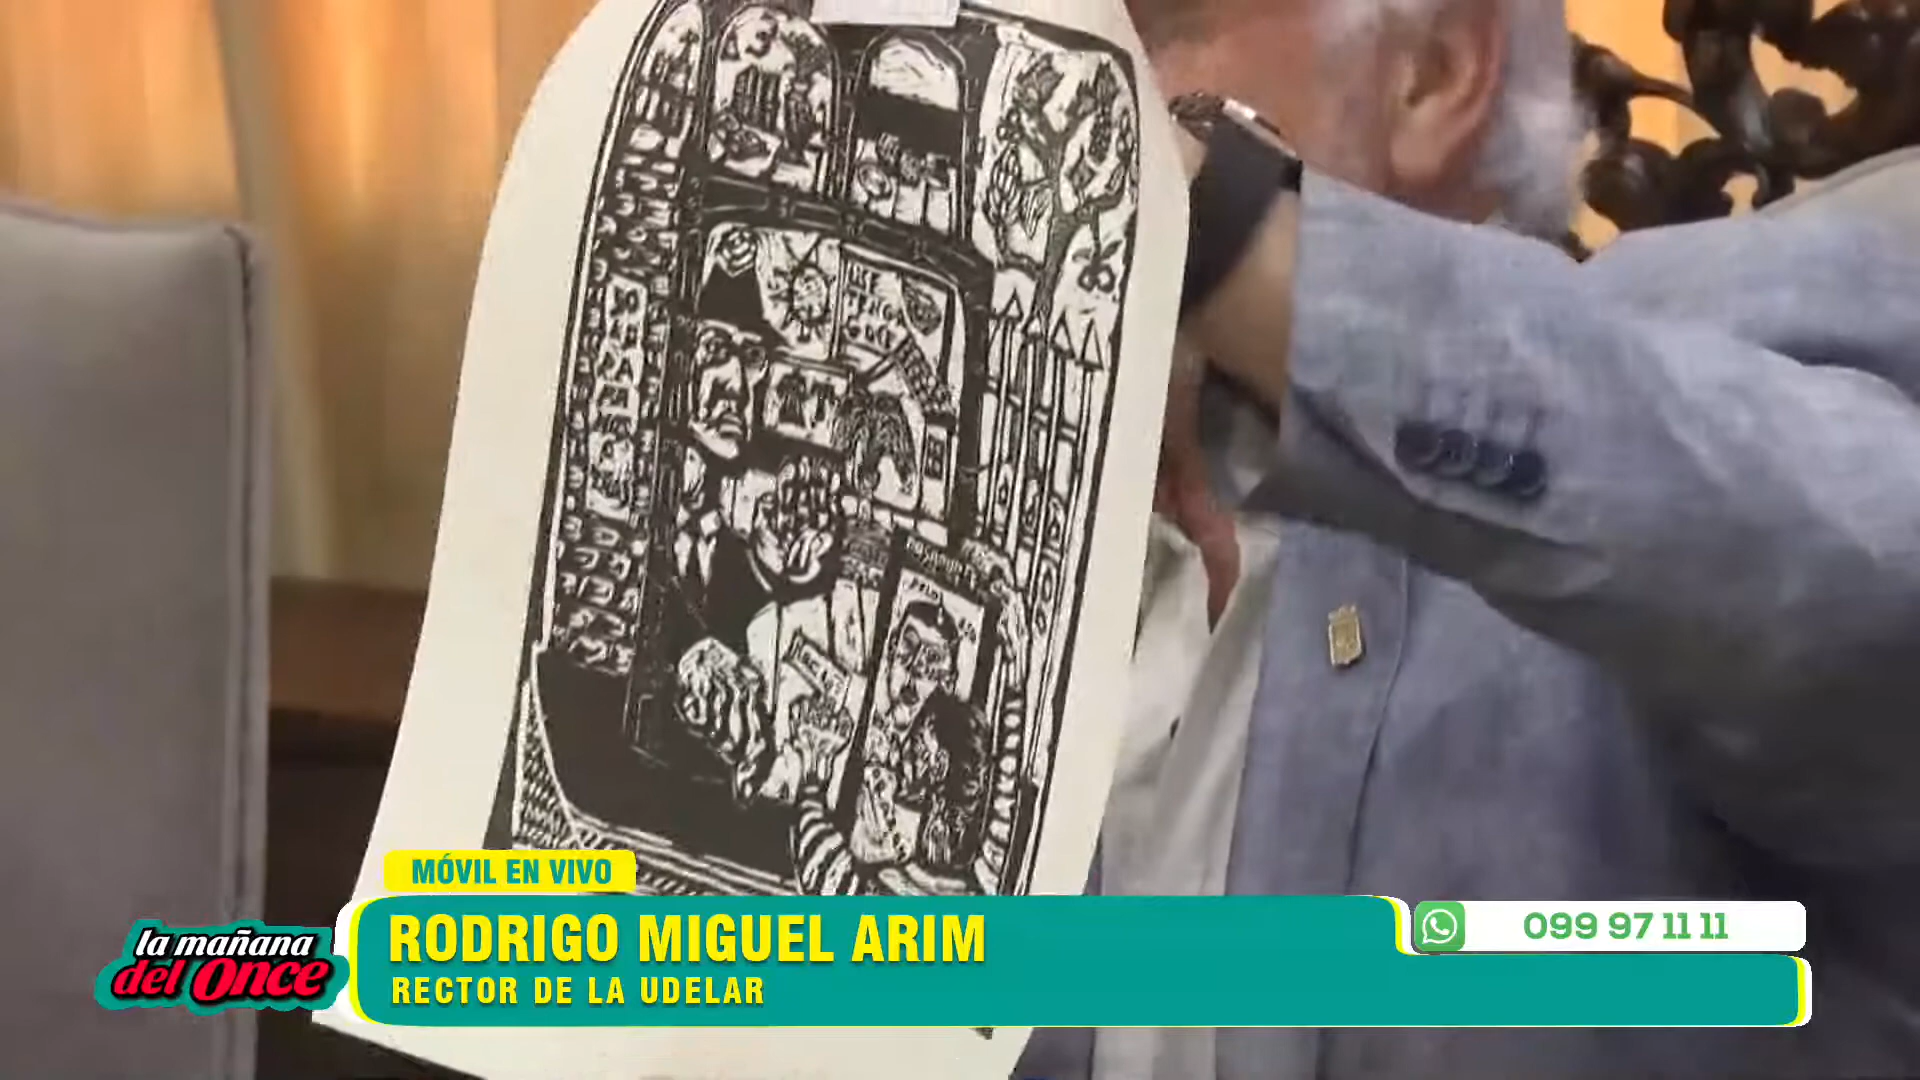 MÓVIL EN VIVO
RODRIGO MIGUEL ARIM
RECTOR DE LA UDELAR
la mañana
del Once
099 97 11 11